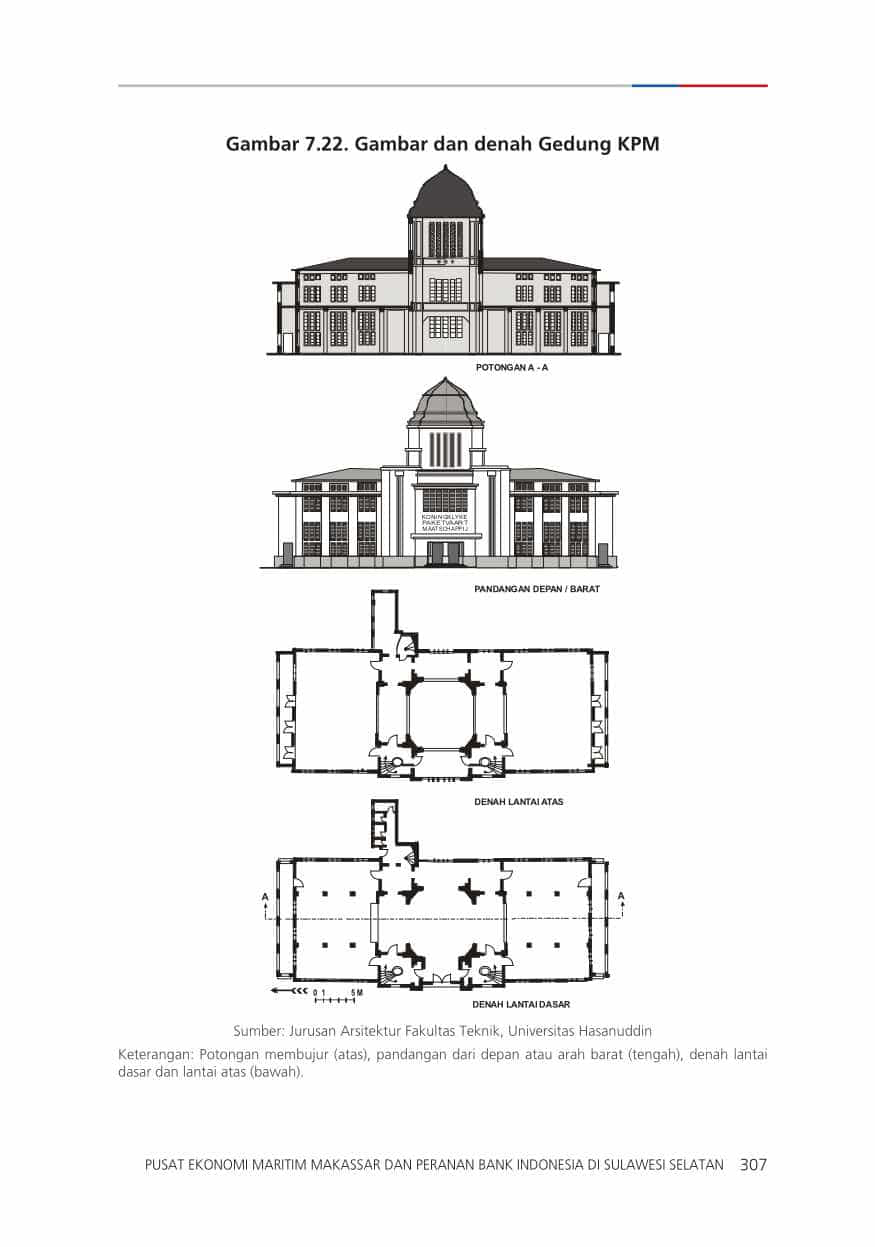 Gambar 7.22. Gambar dan denah Gedung KPM
POTONGAN A - A
KONINGKLYKE
PAKETVAART
MAATSCHAPPIJ
PANDANGAN DEPAN / BARAT
DENAH LANTAI ATAS
A
A
0 1 5 M
DENAH LANTAI DASAR
Sumber: Jurusan Arsitektur Fakultas Teknik, Universitas Hasanuddin
Keterangan: Potongan membujur (atas), pandangan dari depan atau arah barat (tengah), denah lantai
dasar dan lantai atas (bawah).
PUSAT EKONOMI MARITIM MAKASSAR DAN PERANAN BANK INDONESIA DI SULAWESI SELATAN 307